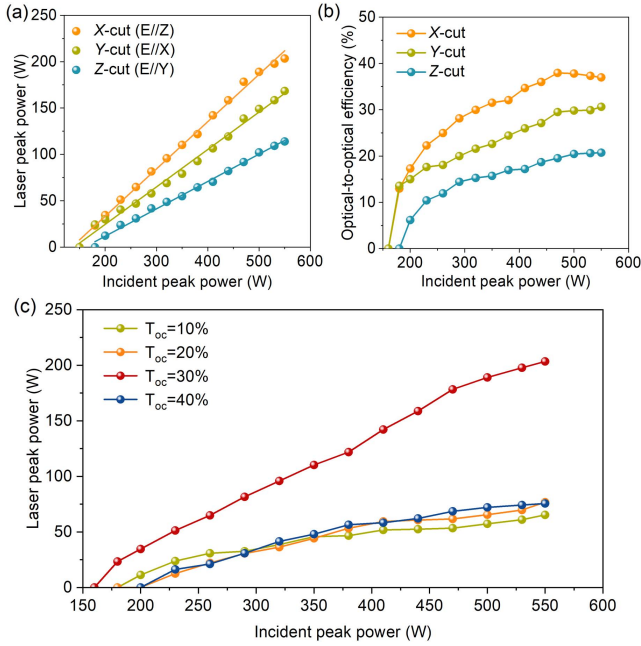 (a)
X-cut (E//Z)
Y-cut (E//X)
Z-cut (E//Y)
Laser peak power (W)
250
200
150
100
50
0
100 200 300 400 500 600
Incident peak power (W)
(b)
X-cut
Y-cut
Z-cut
Optical-to-optical efficiency (%)
50
40
30
20
10
0
200 300 400 500 600
Incident peak power (W)
(c)
Toc=10%
Toc=20%
Toc=30%
Toc=40%
Laser peak power (W)
250
200
150
100
50
0
150 200 250 300 350 400 450 500 550 600
Incident peak power (W)